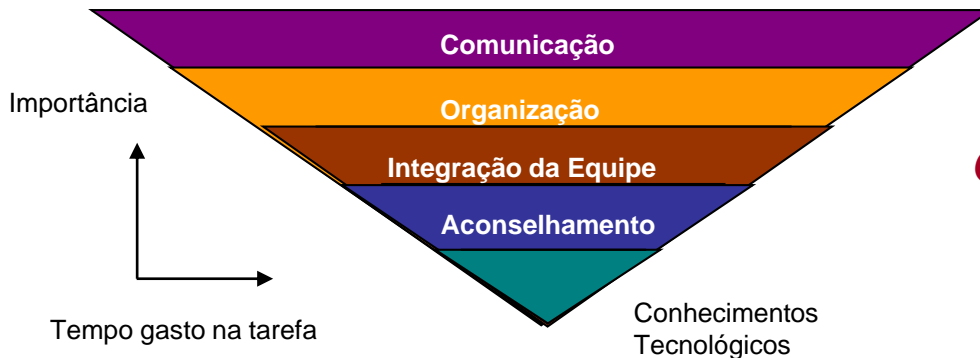 Comunicação
Organização
Importância
Integração da Equipe
Aconselhamento
Conhecimentos
Tecnológicos
Tempo gasto na tarefa